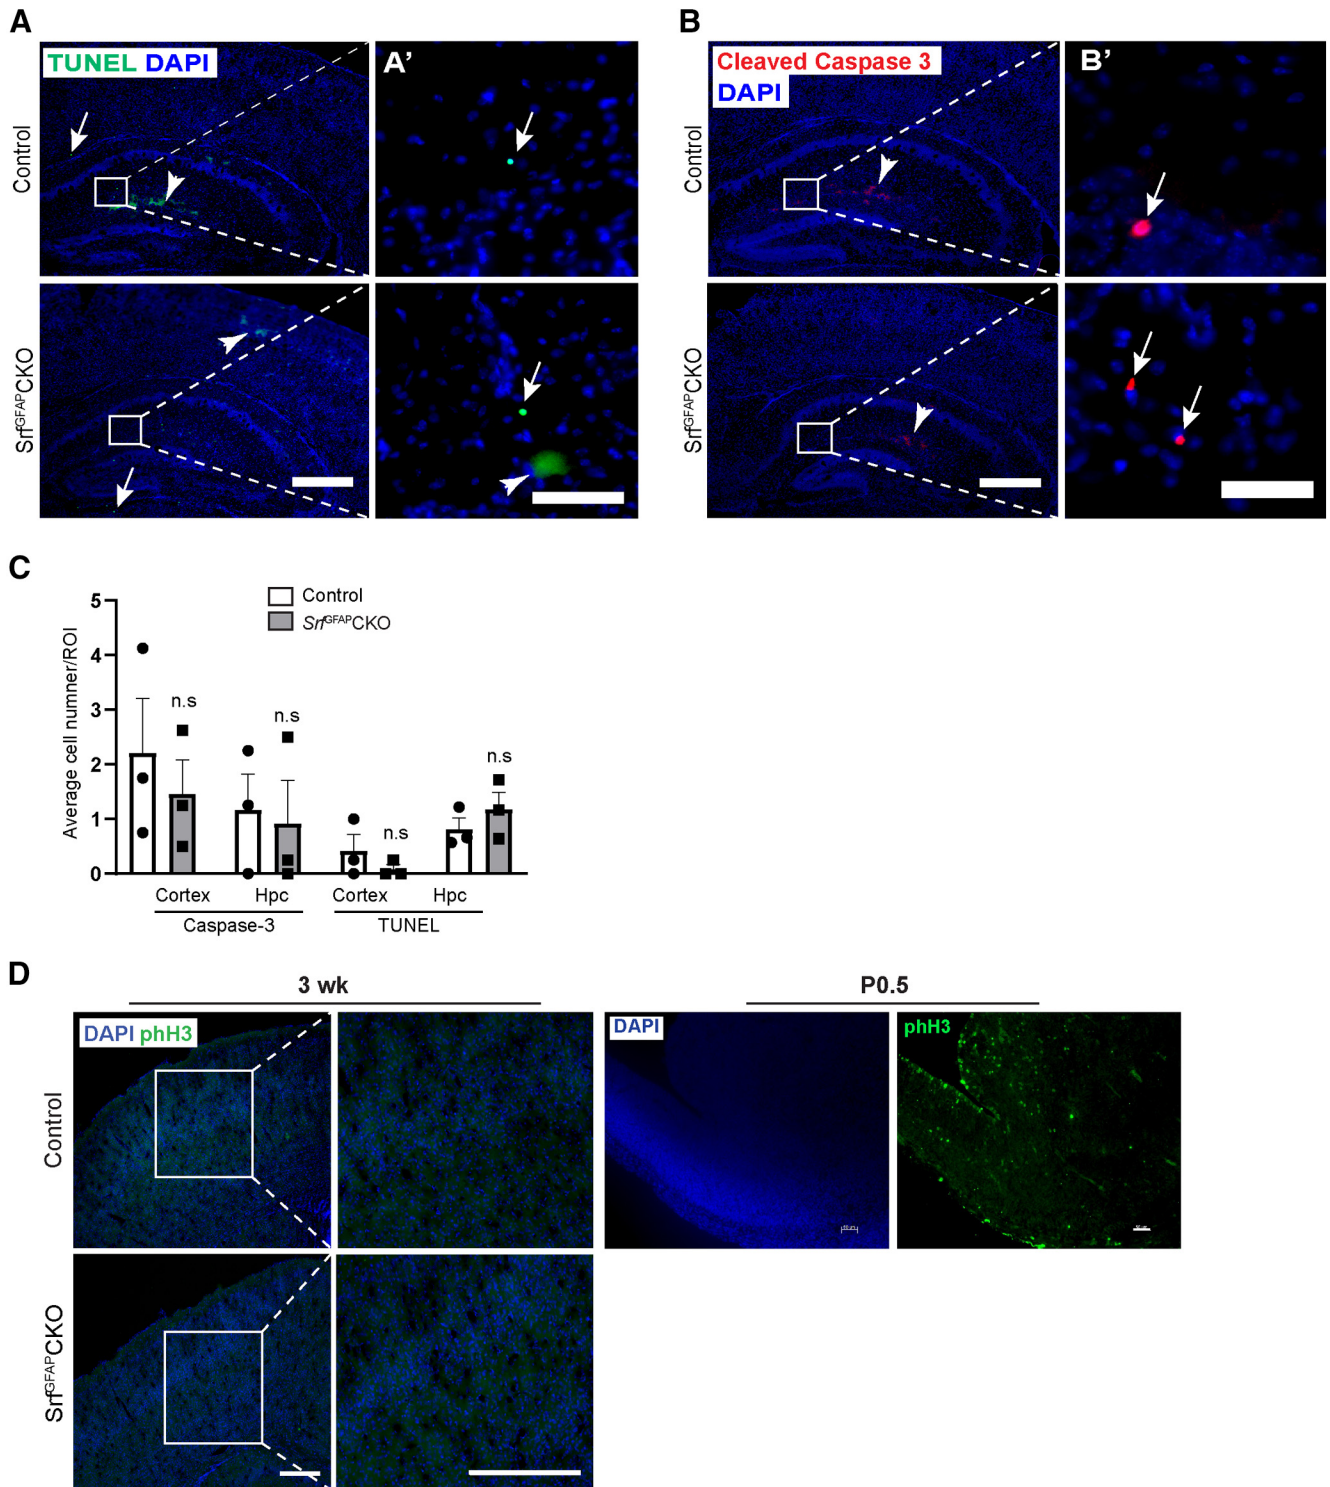 A
B
TUNEL DAPI
A'
Cleaved Caspase 3
DAPI
B'
Control
Control
SrfGFAPCKO
SrfGFAPCKO
C
Control
SrfGFAPCKO
Average cell numner/ROI
5
4
3
2
1
0
n.s
n.s
n.s
n.s
Cortex
Hpc
Cortex
Hpc
Caspase-3
TUNEL
D
3 wk
P0.5
DAPI phH3
DAPI
phH3
Control
SrfGFAPCKO